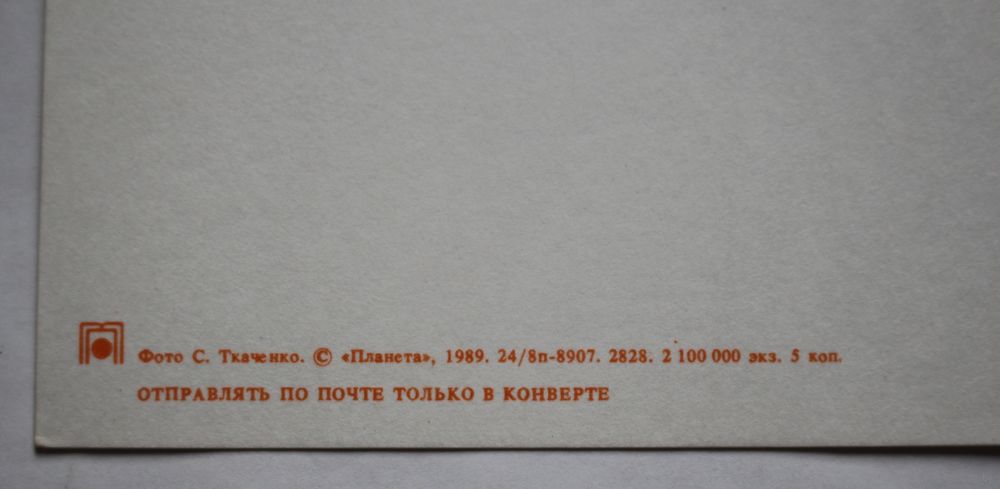 Фото С. Ткаченко. © «Планета», 1989. 24/8п-8907. 2828. 2 100 000 экз. 5 коп.
ОТПРАВЛЯТЬ ПО ПОЧТЕ ТОЛЬКО В КОНВЕРТЕ